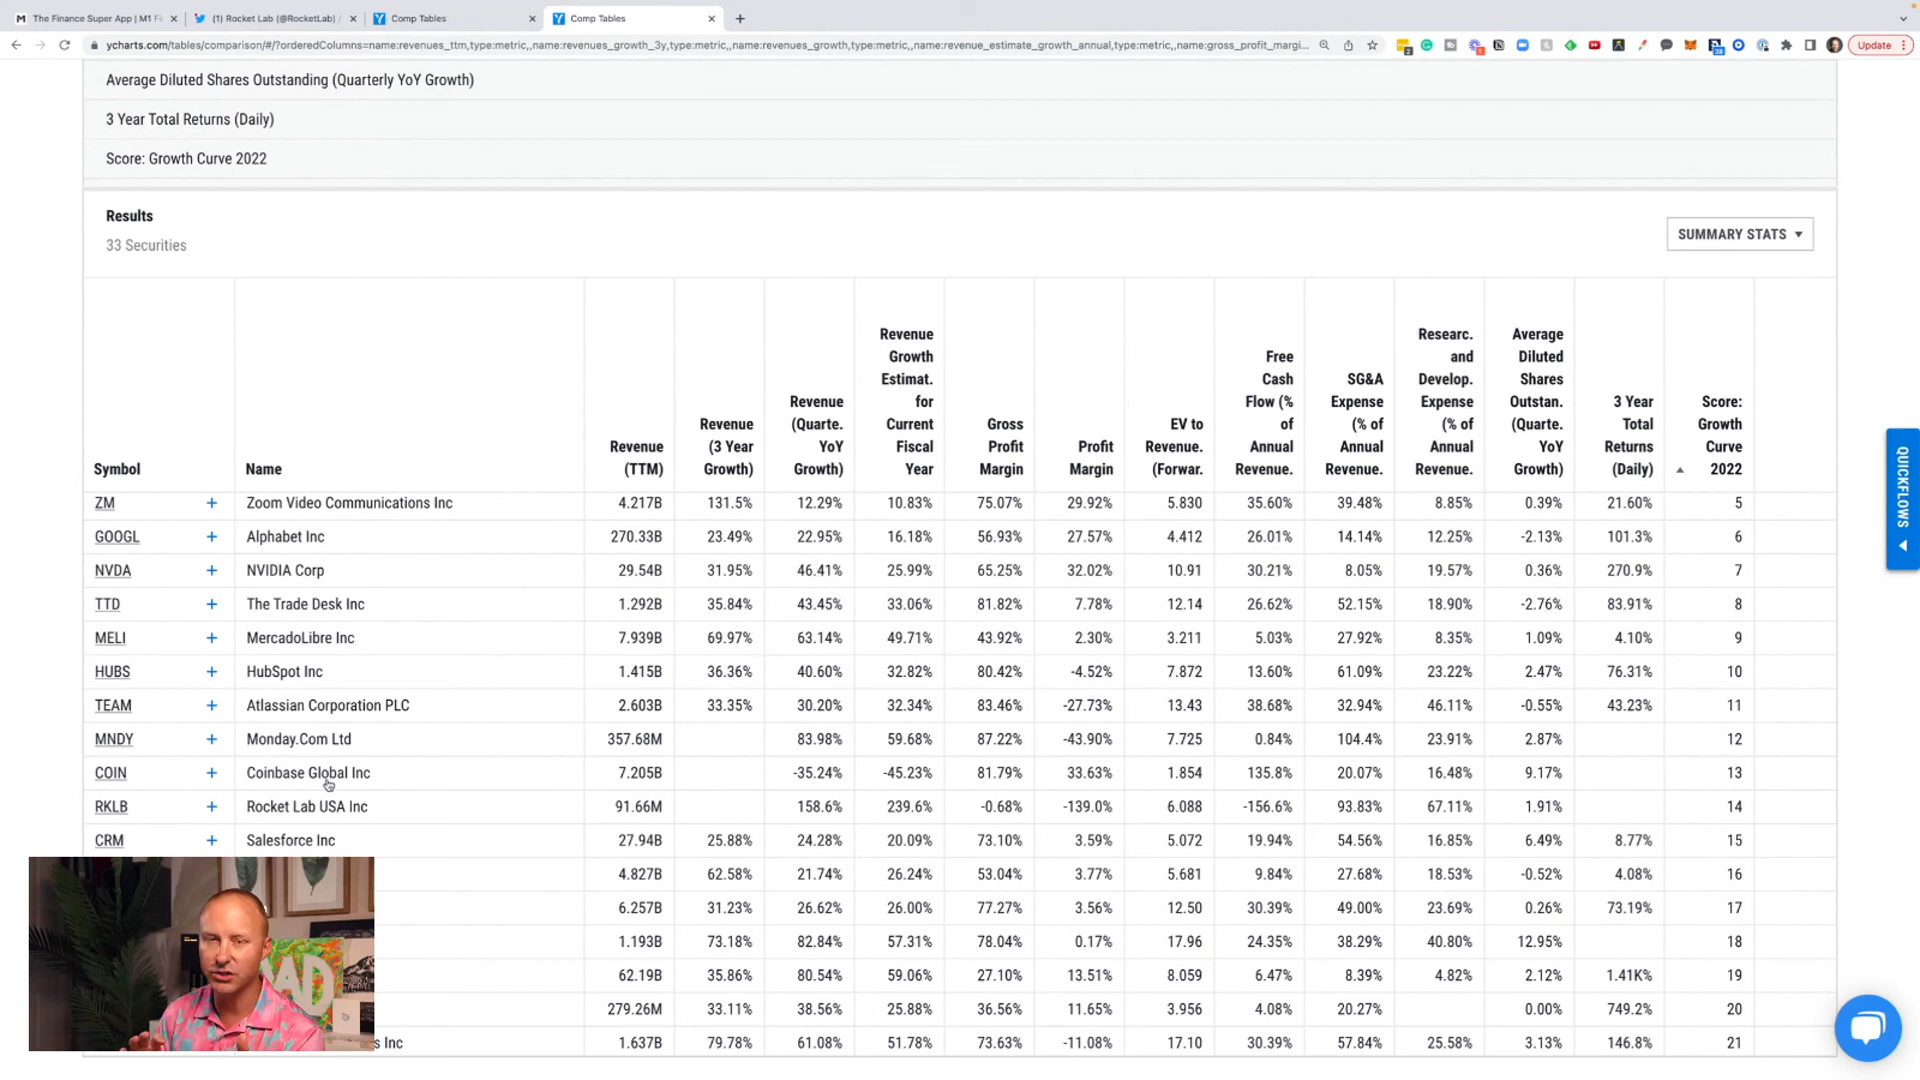 The Finance Super App | M1 Fi
(1) Rocket Lab (@RocketLab) /
Comp Tables
Comp Tables
ycharts.com/tables/comparison/#/?orderedColumns=name:revenues_ttm,type:metric,,name:revenues_growth_3y,type:metric,,name:revenues_growth,type:metric,,name:revenue_estimate_growth_annual,type:metric,,name:gross_profit_margi...
Update
Average Diluted Shares Outstanding (Quarterly YoY Growth)
3 Year Total Returns (Daily)
Score: Growth Curve 2022
Results
33 Securities
SUMMARY STATS
QUICKFLOWS
Symbol Name Revenue (TTM) Revenue (3 Year Growth) Revenue (Quarte. YoY Growth) Revenue Growth Estimat. for Current Fiscal Year Gross Profit Margin Profit Margin EV to Revenue. (Forwar. Free Cash Flow (% of Annual Revenue. SG&A Expense (% of Annual Revenue. Researc. and Develop. Expense (% of Annual Revenue. Average Diluted Shares Outstan. (Quarte. YoY Growth) 3 Year Total Returns (Daily) Score: Growth Curve 2022
ZM + Zoom Video Communications Inc 4.217B 131.5% 12.29% 10.83% 75.07% 29.92% 5.830 35.60% 39.48% 8.85% 0.39% 21.60% 5
GOOGL + Alphabet Inc 270.33B 23.49% 22.95% 16.18% 56.93% 27.57% 4.412 26.01% 14.14% 12.25% -2.13% 101.3% 6
NVDA + NVIDIA Corp 29.54B 31.95% 46.41% 25.99% 65.25% 32.02% 10.91 30.21% 8.05% 19.57% 0.36% 270.9% 7
TTD + The Trade Desk Inc 1.292B 35.84% 43.45% 33.06% 81.82% 7.78% 12.14 26.62% 52.15% 18.90% -2.76% 83.91% 8
MELI + MercadoLibre Inc 7.939B 69.97% 63.14% 49.71% 43.92% 2.30% 3.211 5.03% 27.92% 8.35% 1.09% 4.10% 9
HUBS + HubSpot Inc 1.415B 36.36% 40.60% 32.82% 80.42% -4.52% 7.872 13.60% 61.09% 23.22% 2.47% 76.31% 10
TEAM + Atlassian Corporation PLC 2.603B 33.35% 30.20% 32.34% 83.46% -27.73% 13.43 38.68% 32.94% 46.11% -0.55% 43.23% 11
MNDY + Monday.Com Ltd 357.68M 83.98% 59.68% 87.22% -43.90% 7.725 0.84% 104.4% 23.91% 2.87% 12
COIN + Coinbase Global Inc 7.205B -35.24% -45.23% 81.79% 33.63% 1.854 135.8% 20.07% 16.48% 9.17% 13
RKLB + Rocket Lab USA Inc 91.66M 158.6% 239.6% -0.68% -139.0% 6.088 -156.6% 93.83% 67.11% 1.91% 14
CRM + Salesforce Inc 27.94B 25.88% 24.28% 20.09% 73.10% 3.59% 5.072 19.94% 54.56% 16.85% 6.49% 8.77% 15
4.827B 62.58% 21.74% 26.24% 53.04% 3.77% 5.681 9.84% 27.68% 18.53% -0.52% 4.08% 16
6.257B 31.23% 26.62% 26.00% 77.27% 3.56% 12.50 30.39% 49.00% 23.69% 0.26% 73.19% 17
1.193B 73.18% 82.84% 57.31% 78.04% 0.17% 17.96 24.35% 38.29% 40.80% 12.95% 18
62.19B 35.86% 80.54% 59.06% 27.10% 13.51% 8.059 6.47% 8.39% 4.82% 2.12% 1.41K% 19
279.26M 33.11% 38.56% 25.88% 36.56% 11.65% 3.956 4.08% 20.27% 0.00% 749.2% 20
s Inc 1.637B 79.78% 61.08% 51.78% 73.63% -11.08% 17.10 30.39% 57.84% 25.58% 3.13% 146.8% 21